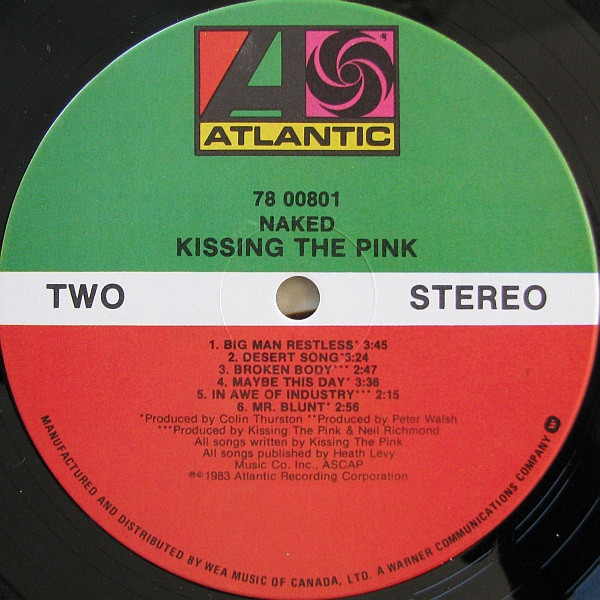 ATLANTIC
78 00801
NAKED
KISSING THE PINK
TWO
STEREO
1. BIG MAN RESTLESS* 3:45
2. DESERT SONG*3:24
3. BROKEN BODY*** 2:47
4. MAYBE THIS DAY* 3:36
5. IN AWE OF INDUSTRY*** 2:15
6. MR. BLUNT* 2:56
*Produced by Colin Thurston **Produced by Peter Walsh
***Produced by Kissing The Pink & Neil Richmond
All songs written by Kissing The Pink
All songs published by Heath Levy
Music Co. Inc., ASCAP
℗©1983 Atlantic Recording Corporation
MANUFACTURED AND DISTRIBUTED BY WEA MUSIC OF CANADA, LTD. A WARNER COMMUNICATIONS COMPANY